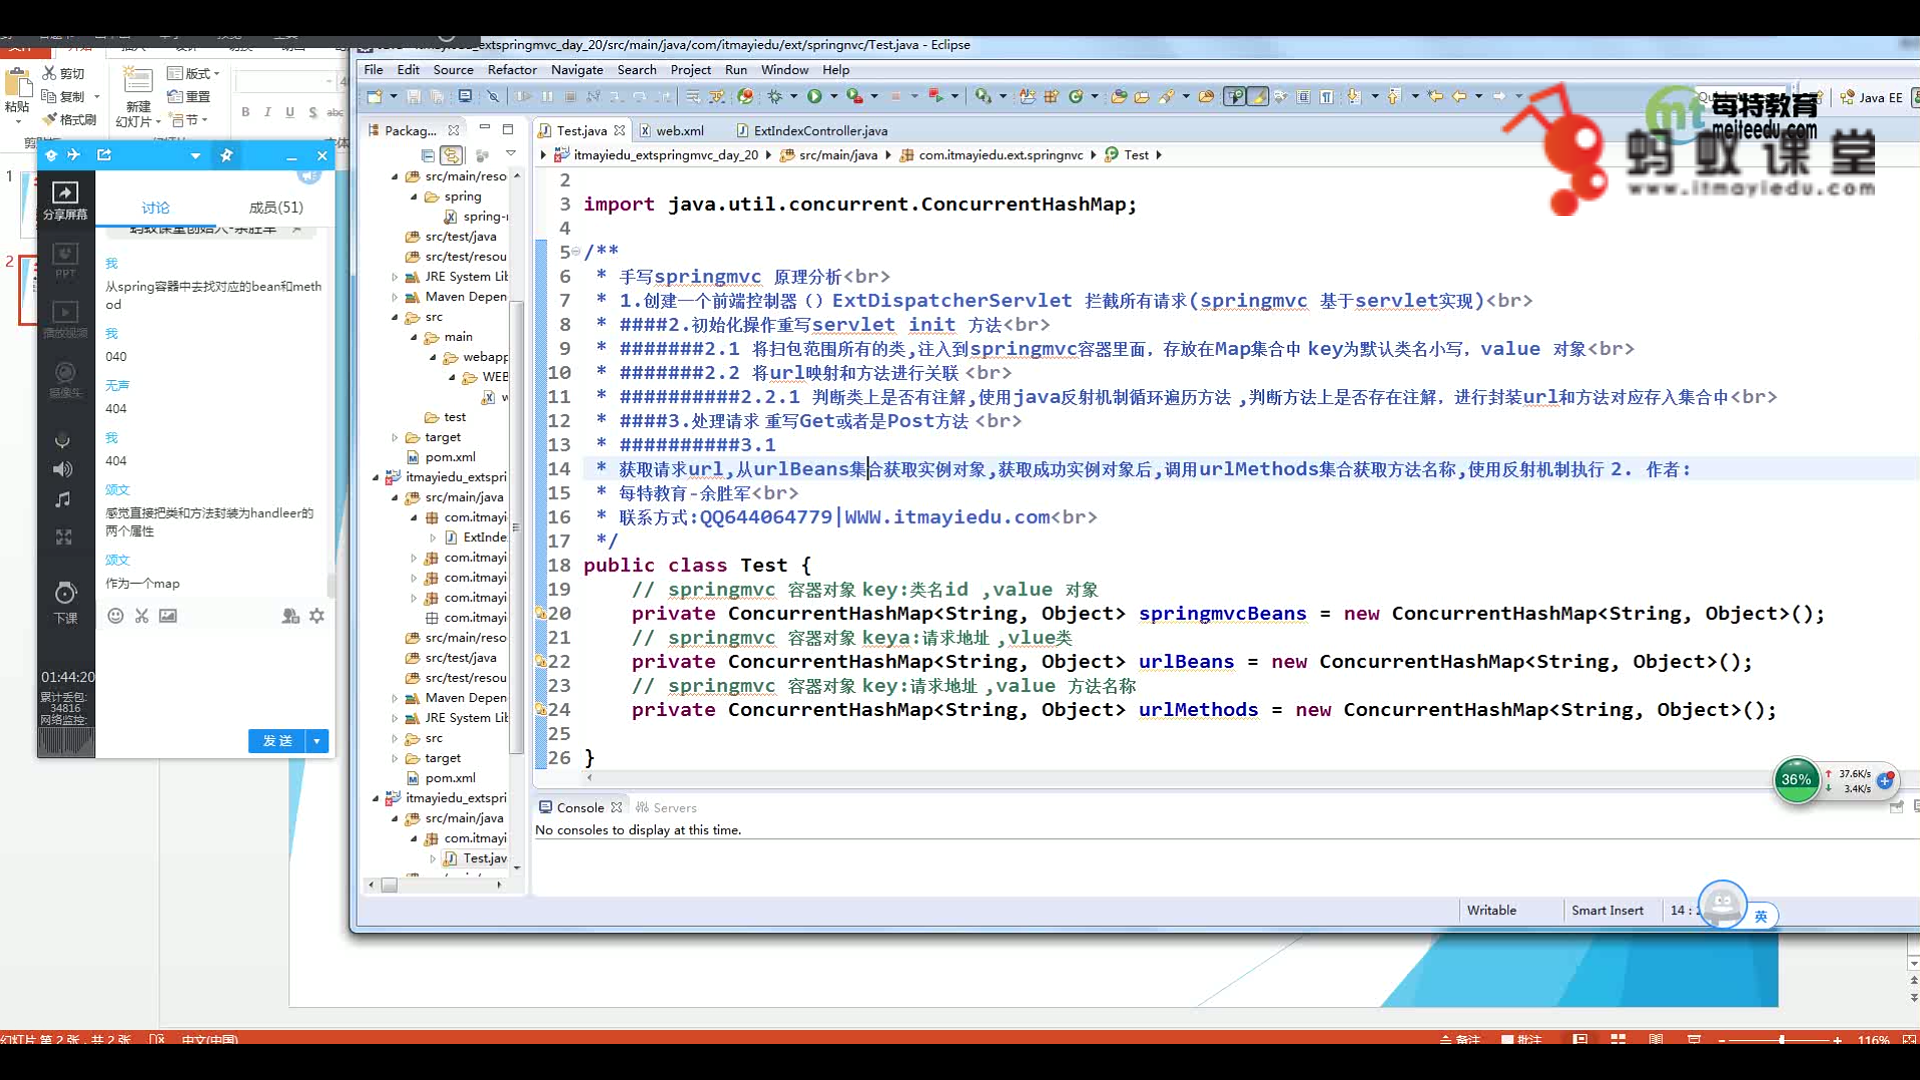 _extspringmvc_day_20/src/main/java/com/itmayiedu/ext/springnvc/Test.java - Eclipse
File Edit Source Refactor Navigate Search Project Run Window Help
剪切
复制
格式刷
粘贴
新建
幻灯片
版式
重置
节
B I U S abc
Java EE
每特教育
meiteedu.com
蚂蚁课堂
www.itmayiedu.com
Packag...
Test.java
web.xml
ExtIndexController.java
itmayiedu_extspringmvc_day_20
src/main/java
com.itmayiedu.ext.springnvc
Test
分享屏幕
PPT
播放视频
摄像头
下课
01:44:20
累计丢包:
34816
网络监控:
讨论
成员(51)
蚂蚁课堂创始人-余胜军
我
从spring容器中去找对应的bean和meth
od
我
040
无声
404
我
404
颂文
感觉直接把类和方法封装为handleer的
两个属性
颂文
作为一个map
发送
1
2
src/main/reso
spring
spring-
src/test/java
src/test/resou
JRE System Lib
Maven Depen
src
main
webapp
WEB
w
test
target
pom.xml
itmayiedu_extspri
src/main/java
com.itmayi
ExtInde
com.itmayi
com.itmayi
com.itmayi
com.itmayi
src/main/reso
src/test/java
src/test/resou
Maven Depen
JRE System Lib
src
target
pom.xml
itmayiedu_extspri
src/main/java
com.itmayi
Test.jav
2
3 import java.util.concurrent.ConcurrentHashMap;
4
5 /**
6 * 手写springmvc 原理分析<br>
7 * 1.创建一个前端控制器（）ExtDispatcherServlet 拦截所有请求(springmvc 基于servlet实现)<br>
8 * ####2.初始化操作重写servlet init 方法<br>
9 * #######2.1 将扫包范围所有的类,注入到springmvc容器里面，存放在Map集合中 key为默认类名小写，value 对象<br>
10 * #######2.2 将url映射和方法进行关联 <br>
11 * ##########2.2.1 判断类上是否有注解,使用java反射机制循环遍历方法 ,判断方法上是否存在注解，进行封装url和方法对应存入集合中<br>
12 * ####3.处理请求 重写Get或者是Post方法 <br>
13 * ##########3.1
14 * 获取请求url,从urlBeans集合获取实例对象,获取成功实例对象后,调用urlMethods集合获取方法名称,使用反射机制执行 2. 作者:
15 * 每特教育-余胜军<br>
16 * 联系方式:QQ644064779|WWW.itmayiedu.com<br>
17 */
18 public class Test {
19 // springmvc 容器对象 key:类名id ,value 对象
20 private ConcurrentHashMap<String, Object> springmvcBeans = new ConcurrentHashMap<String, Object>();
21 // springmvc 容器对象 keya:请求地址 ,vlue类
22 private ConcurrentHashMap<String, Object> urlBeans = new ConcurrentHashMap<String, Object>();
23 // springmvc 容器对象 key:请求地址 ,value 方法名称
24 private ConcurrentHashMap<String, Object> urlMethods = new ConcurrentHashMap<String, Object>();
25
26 }
36%
37.6K/s
3.4K/s
Console
Servers
No consoles to display at this time.
Writable
Smart Insert
14 : 2
英
幻灯片 第 2 张，共 2 张
中文(中国)
备注
批注
116%